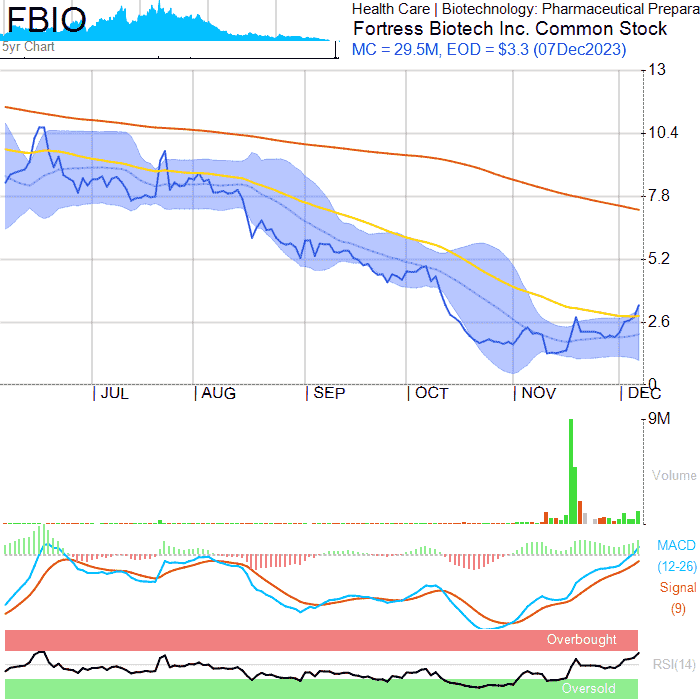 FBIO
5yr Chart
Health Care | Biotechnology: Pharmaceutical Prepara
Fortress Biotech Inc. Common Stock
MC = 29.5M, EOD = $3.3 (07Dec2023)
13
10.4
7.8
5.2
2.6
0
JUL
AUG
SEP
OCT
NOV
DEC
9M
Volume
MACD
(12-26)
Signal
(9)
Overbought
RSI(14)
Oversold